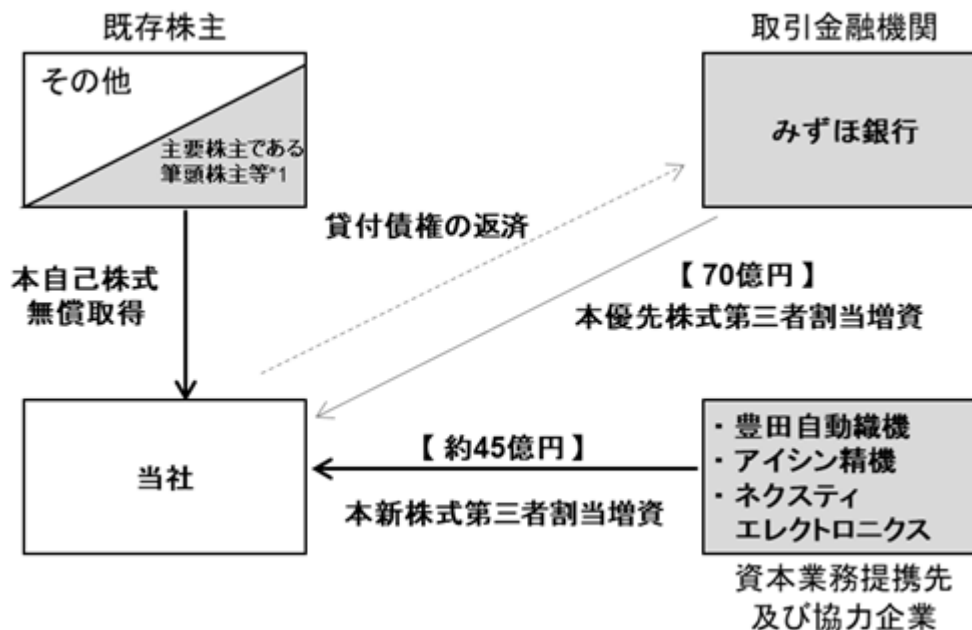 既存株主
取引金融機関
その他
主要株主である
筆頭株主等*1
みずほ銀行
貸付債権の返済
本自己株式
無償取得
【 70億円 】
本優先株式第三者割当増資
当社
【 約45億円 】
本新株式第三者割当増資
・ 豊田自動織機
・ アイシン精機
・ ネクスティ
エレクトロニクス
資本業務提携先
及び協力企業